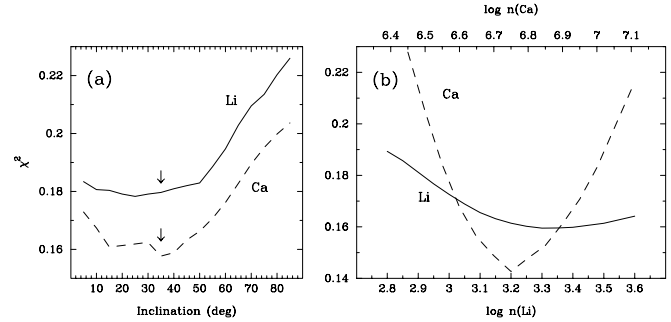 log n(Ca)
6.4 6.5 6.6 6.7 6.8 6.9 7 7.1
(a)
Li
Ca
χ²
0.22
0.2
0.18
0.16
10 20 30 40 50 60 70 80
Inclination (deg)
(b)
Ca
Li
0.22
0.2
0.18
0.16
0.14
2.8 2.9 3 3.1 3.2 3.3 3.4 3.5 3.6
log n(Li)